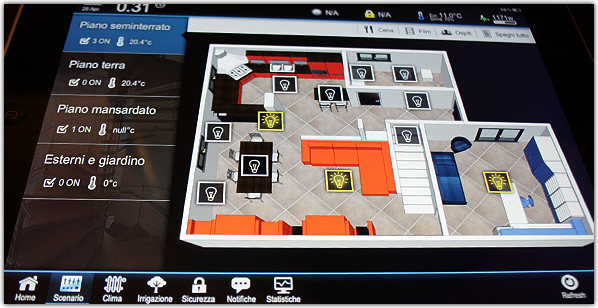 25 Apr
0.31
N/A
N/A
11.0°c
1171w
Cena
Film
Ospiti
Spegni tutto
Piano seminterrato
3 ON 20.4°c
Piano terra
0 ON 20.4°c
Piano mansardato
1 ON null°c
Esterni e giardino
0 ON 0°c
Home
Scenario
Clima
Irrigazione
Sicurezza
Notifiche
Statistiche
Refresh